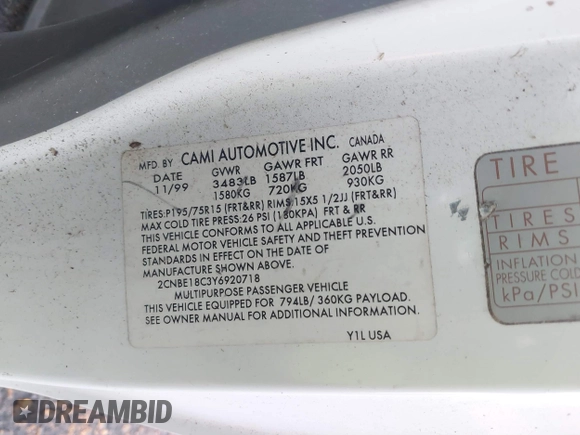 MFD. BY CAMI AUTOMOTIVE INC. CANADA
DATE GVWR GAWR FRT GAWR RR
11/99 3483LB 1587LB 2050LB
1580KG 720KG 930KG
TIRES:P195/75R15 (FRT&RR) RIMS:15X5 1/2JJ (FRT&RR)
MAX COLD TIRE PRESS:26 PSI (180KPA) FRT & RR
THIS VEHICLE CONFORMS TO ALL APPLICABLE U.S.
FEDERAL MOTOR VEHICLE SAFETY AND THEFT PREVENTION
STANDARDS IN EFFECT ON THE DATE OF
MANUFACTURE SHOWN ABOVE.
2CNBE18C3Y6920718
MULTIPURPOSE PASSENGER VEHICLE
THIS VEHICLE EQUIPPED FOR 794LB/360KG PAYLOAD.
SEE OWNER MANUAL FOR ADDITIONAL INFORMATION.
Y1L USA
TIRE
TIRES
RIMS
INFLATION
PRESSURE COLD
kPa/PSI
DREAMBID